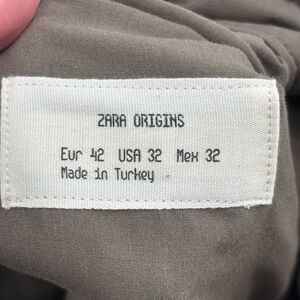 ZARA ORIGINS
Eur 42 USA 32 Mex 32
Made in Turkey